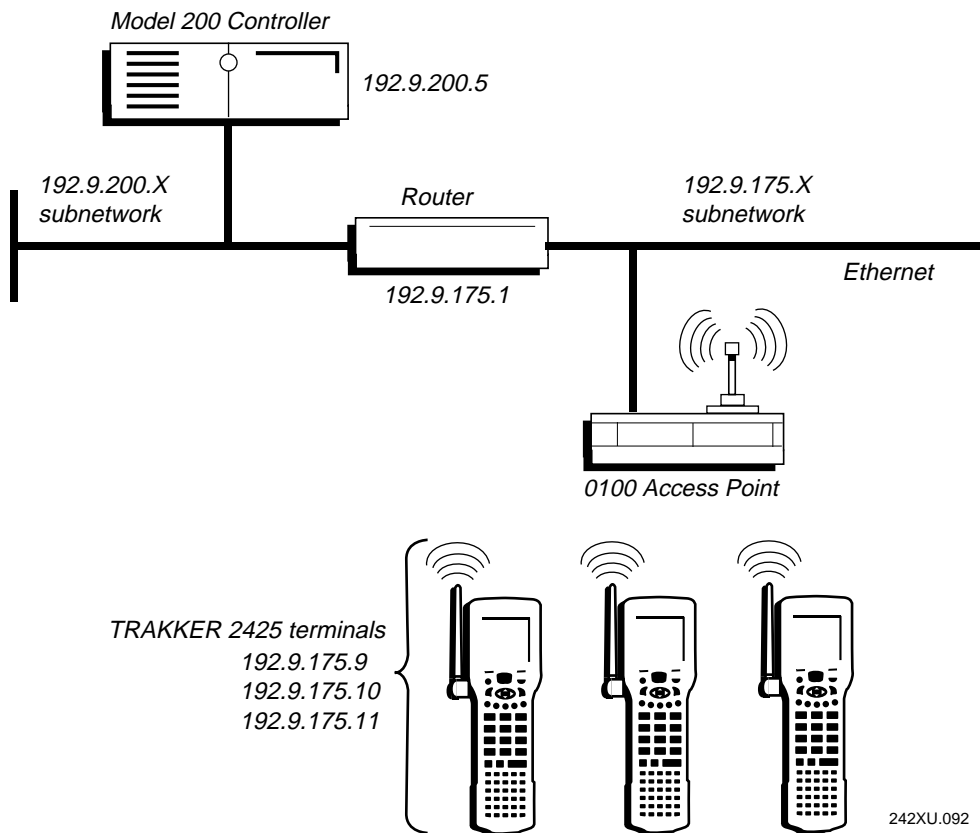 Model 200 Controller
192.9.200.5
192.9.200.X
subnetwork
Router
192.9.175.X
subnetwork
Ethernet
192.9.175.1
0100 Access Point
TRAKKER 2425 terminals
192.9.175.9
192.9.175.10
192.9.175.11
242XU.092